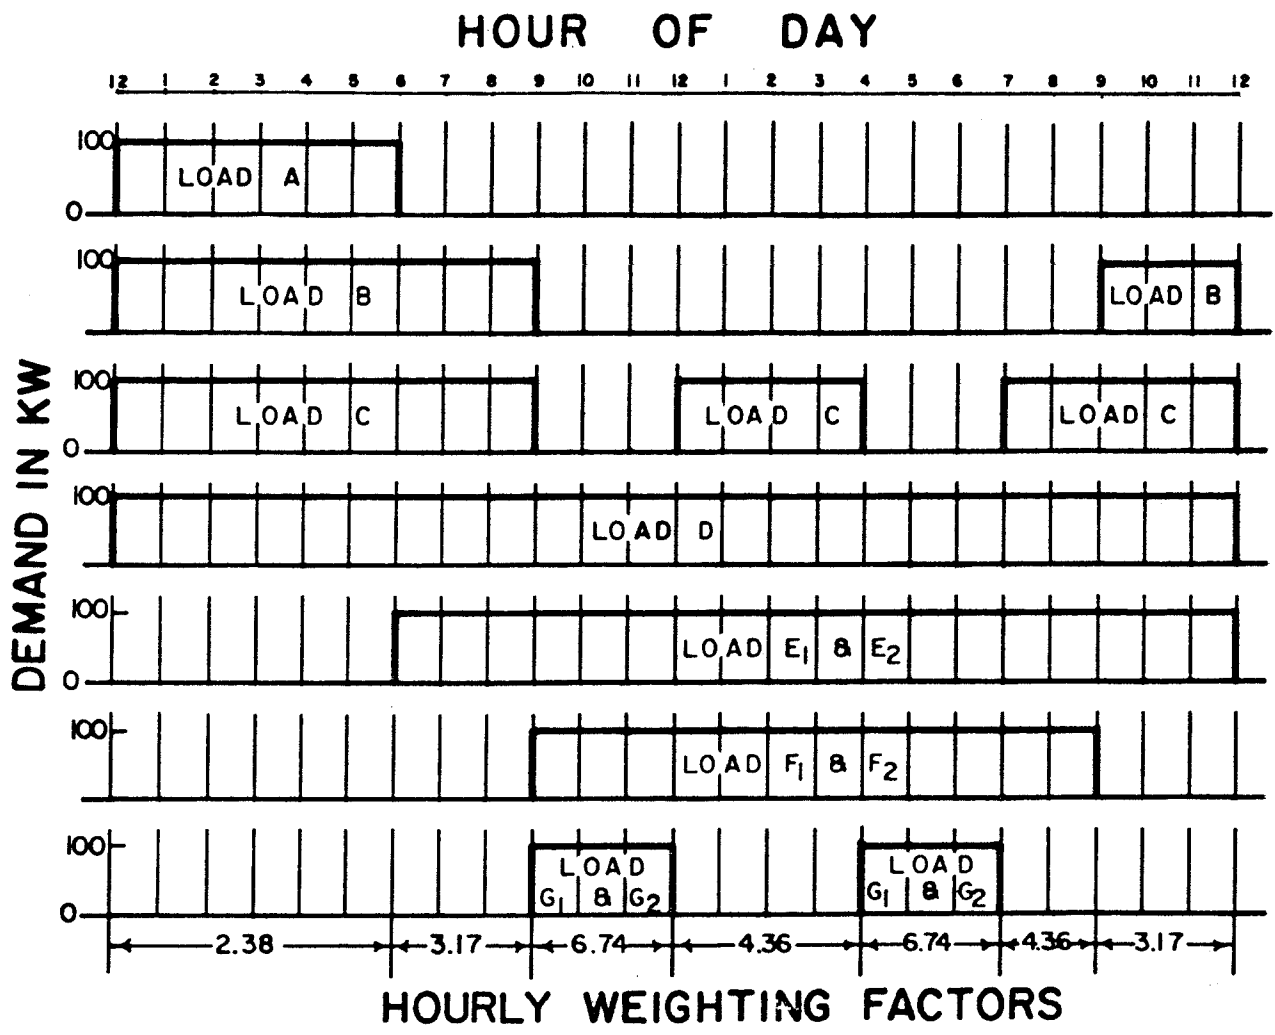 HOUR OF DAY
12 1 2 3 4 5 6 7 8 9 10 11 12 1 2 3 4 5 6 7 8 9 10 11 12
DEMAND IN KW
100
LOAD A
0
100
LOAD B LOAD B
100
LOAD C LOAD C LOAD C
0
100
LOAD D
100
LOAD E₁ & E₂
0
100
LOAD F₁ & F₂
100
LOAD LOAD
G₁ & G₂ G₁ & G₂
0
2.38 3.17 6.74 4.36 6.74 4.36 3.17
HOURLY WEIGHTING FACTORS